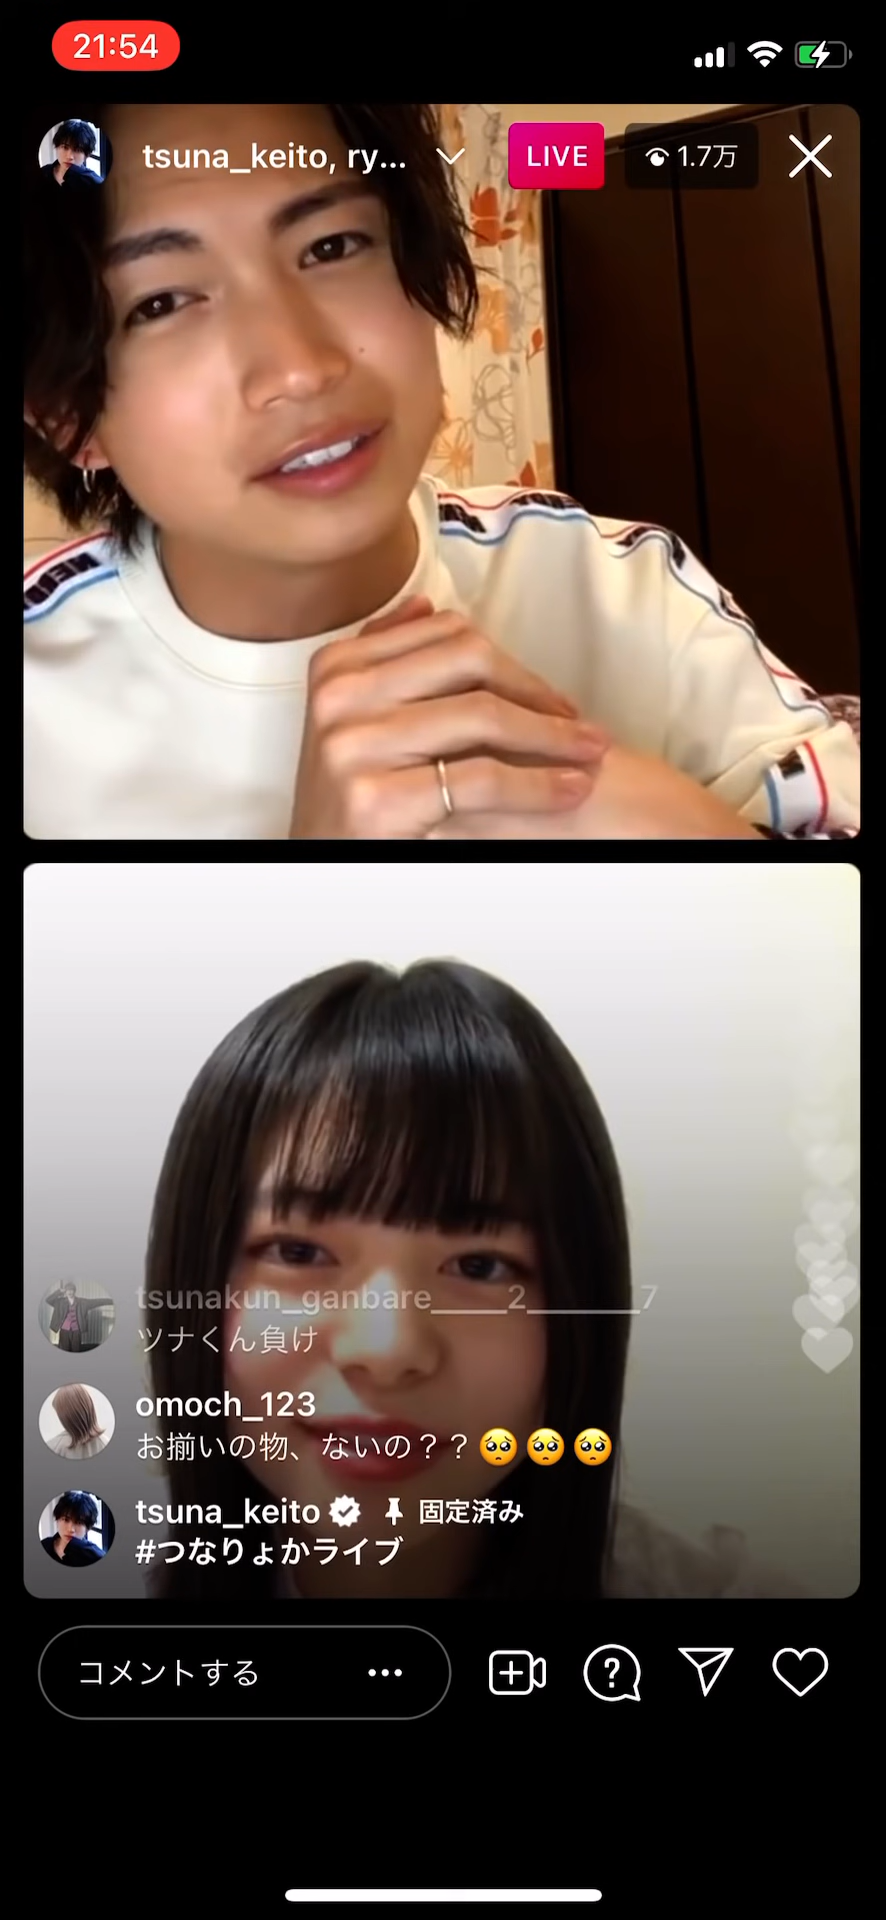 21:54
tsuna_keito, ry...
LIVE
1.7万
tsunakun_ganbare____2______7
ツナくん負け
omoch_123
お揃いの物、ないの？？🥺🥺🥺
tsuna_keito 固定済み
#つなりょかライブ
コメントする